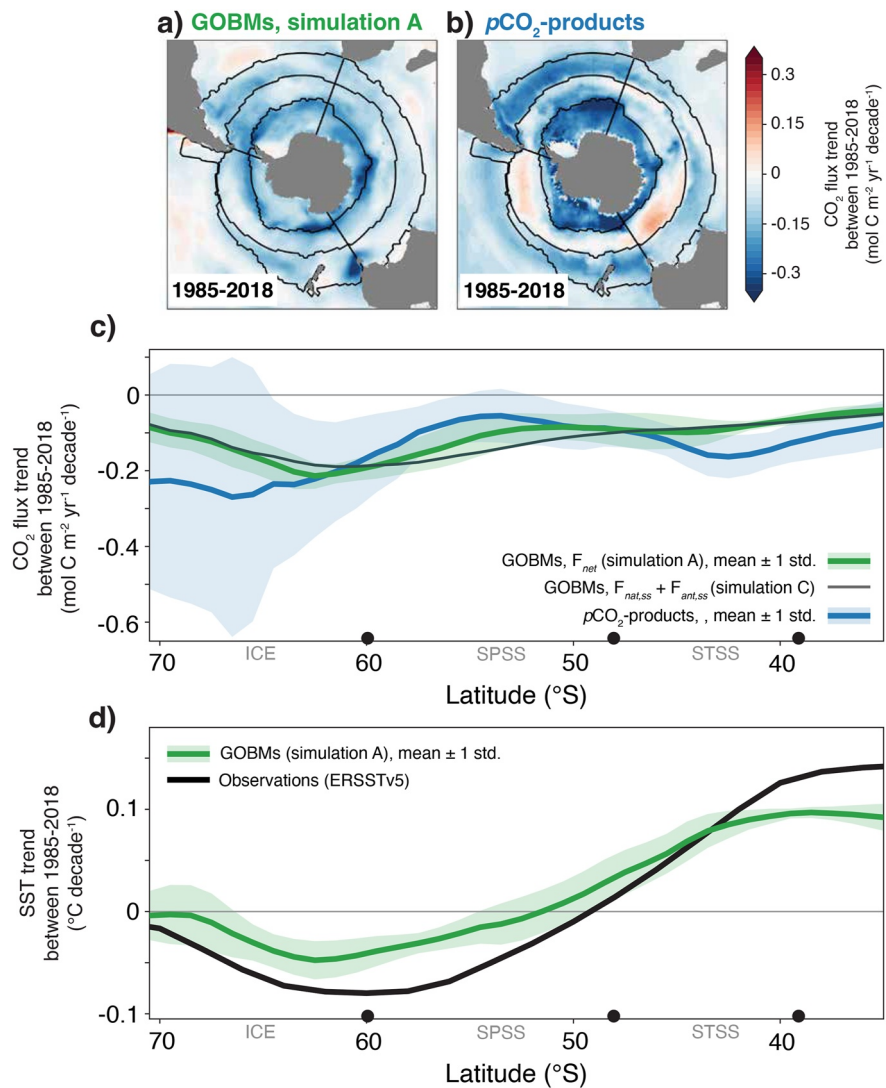 a) GOBMs, simulation A
b) pCO2-products
1985-2018
1985-2018
0.3
0.15
0
-0.15
-0.3
CO2 flux trend
between 1985-2018
(mol C m-2 yr-1 decade-1)
c)
0
-0.2
-0.4
-0.6
CO2 flux trend
between 1985-2018
(mol C m-2 yr-1 decade-1)
GOBMs, Fnet (simulation A), mean ± 1 std.
GOBMs, Fnat,ss + Fant,ss (simulation C)
pCO2-products, , mean ± 1 std.
ICE SPSS STSS
70 60 50 40
Latitude (°S)
d)
GOBMs (simulation A), mean ± 1 std.
Observations (ERSSTv5)
0.1
0
-0.1
SST trend
between 1985-2018
(°C decade-1)
ICE SPSS STSS
70 60 50 40
Latitude (°S)